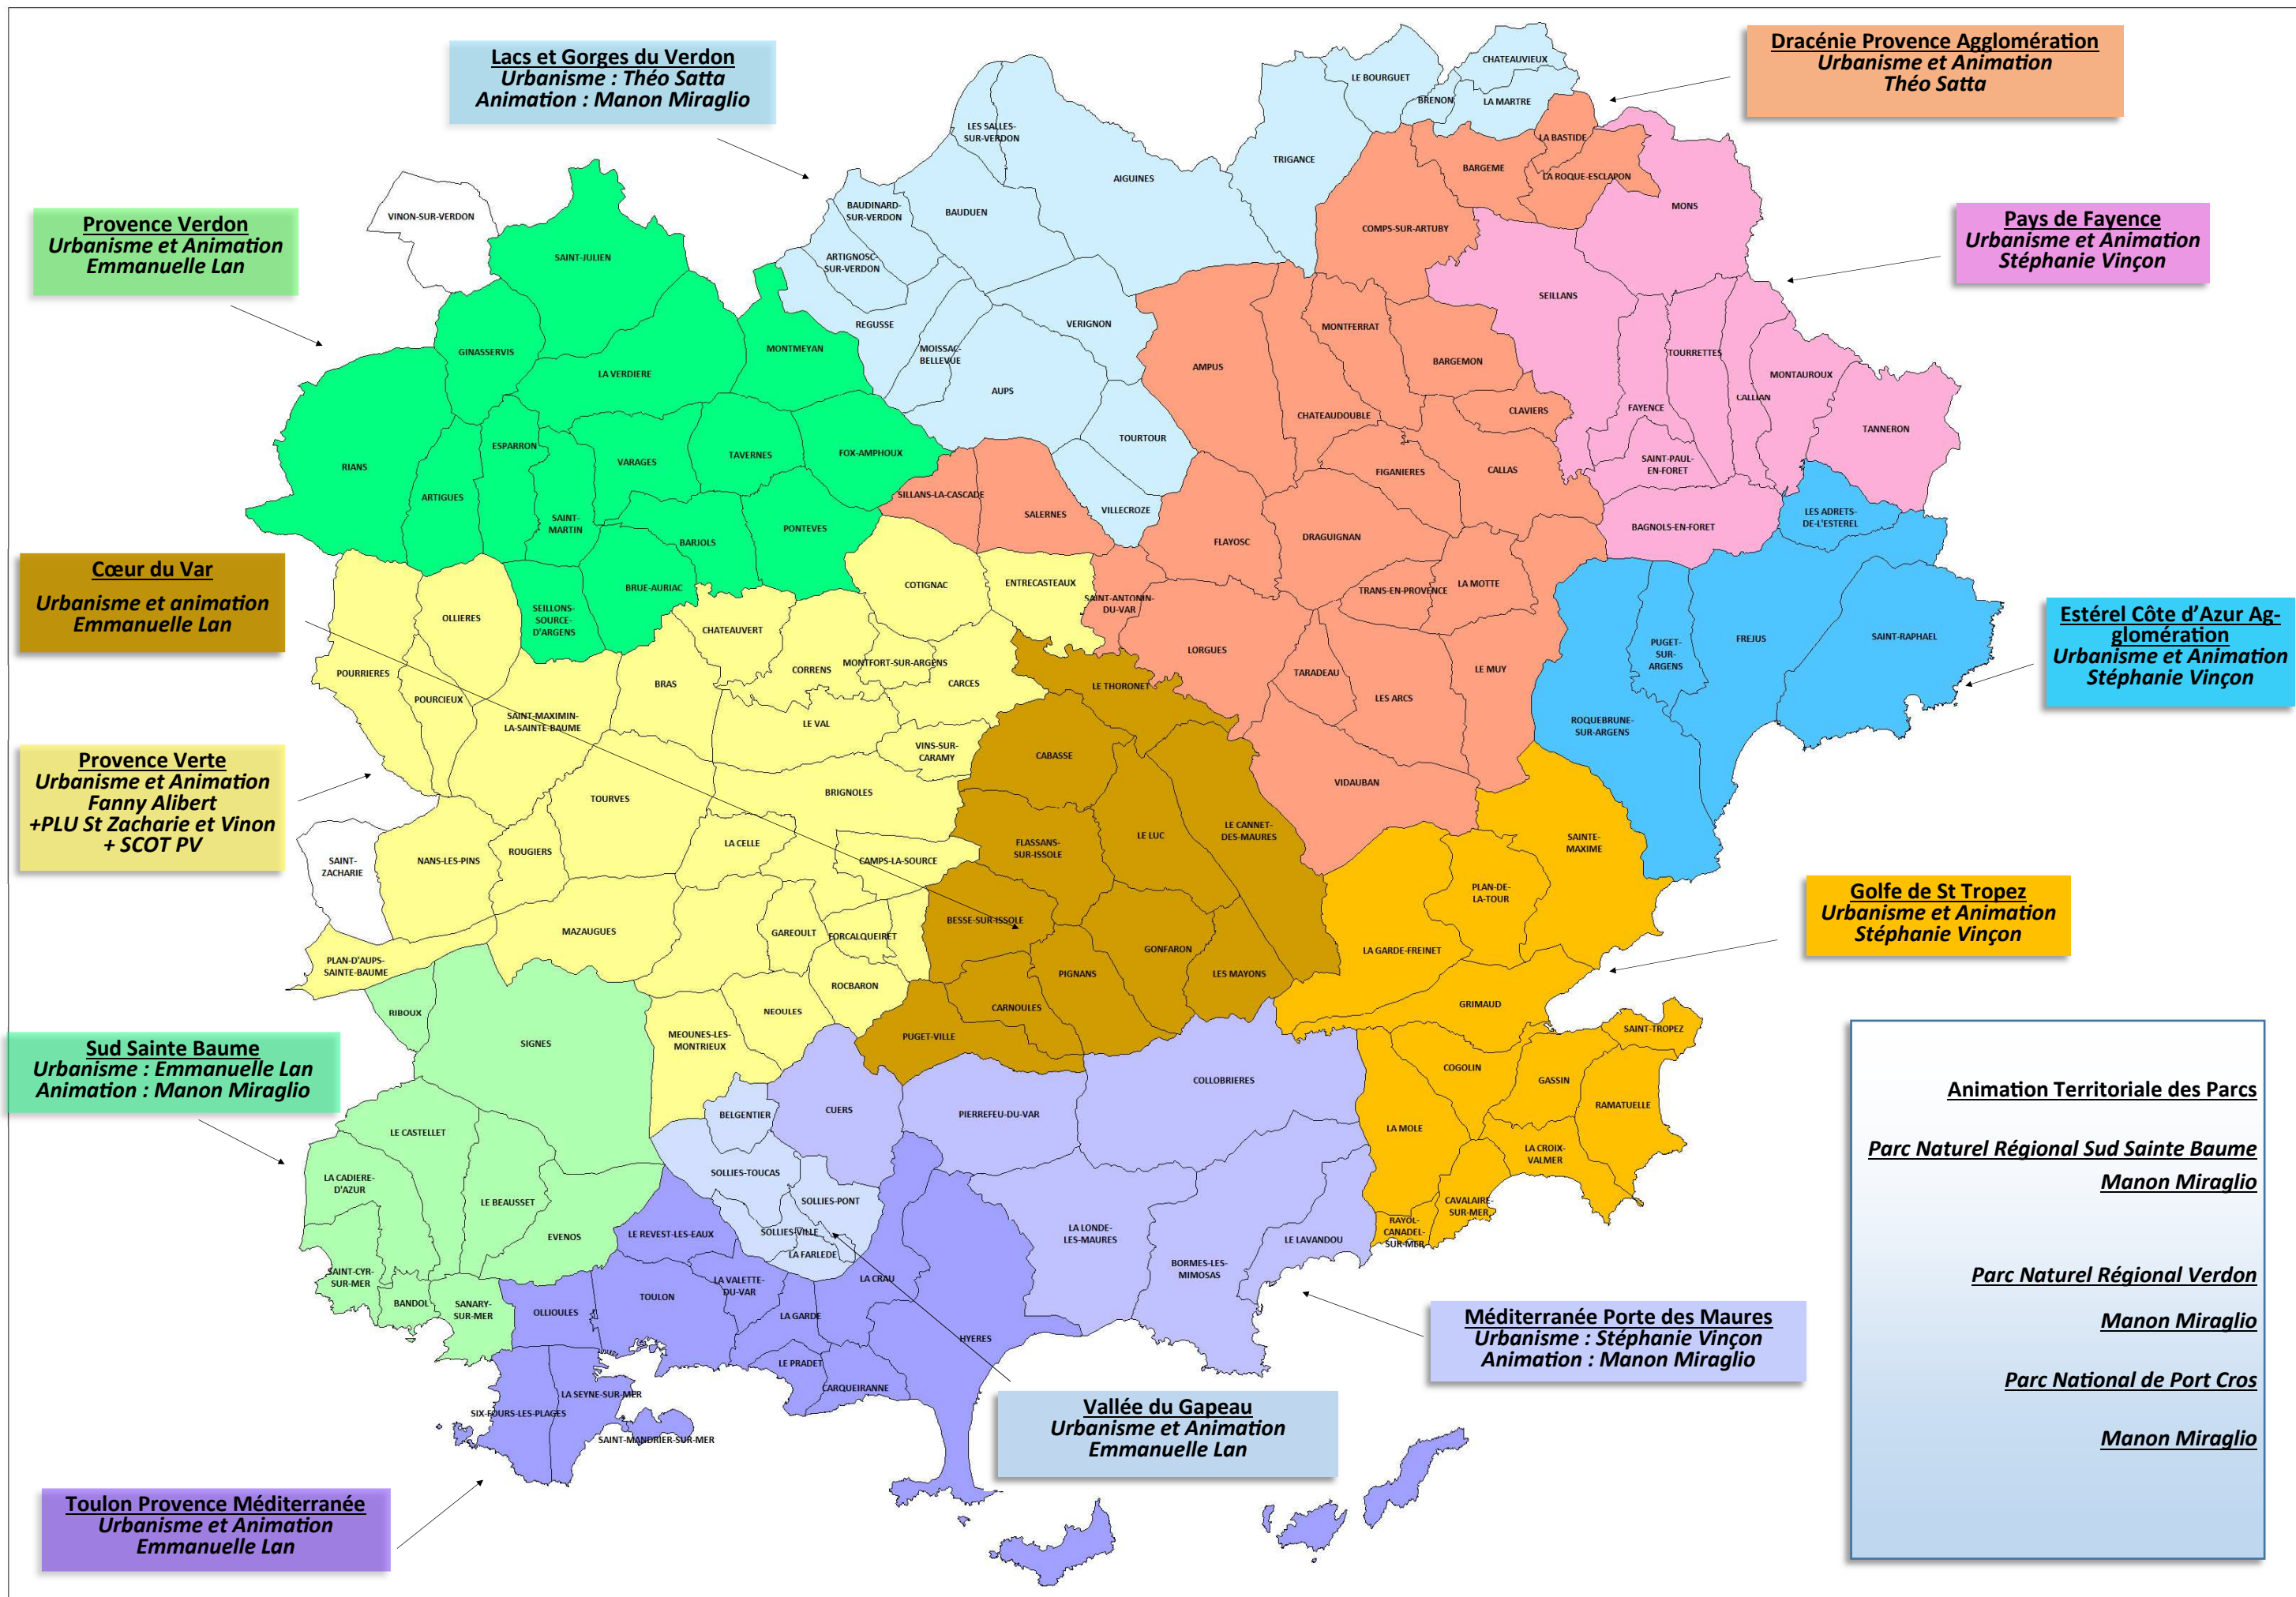 Lacs et Gorges du Verdon
Urbanisme : Théo Satta
Animation : Manon Miraglio
Dracénie Provence Agglomération
Urbanisme et Animation
Théo Satta
Provence Verdon
Urbanisme et Animation
Emmanuelle Lan
Pays de Fayence
Urbanisme et Animation
Stéphanie Vinçon
Cœur du Var
Urbanisme et animation
Emmanuelle Lan
Estérel Côte d'Azur Ag-
glomération
Urbanisme et Animation
Stéphanie Vinçon
Provence Verte
Urbanisme et Animation
Fanny Alibert
+PLU St Zacharie et Vinon
+ SCOT PV
Golfe de St Tropez
Urbanisme et Animation
Stéphanie Vinçon
Sud Sainte Baume
Urbanisme : Emmanuelle Lan
Animation : Manon Miraglio
Méditerranée Porte des Maures
Urbanisme : Stéphanie Vinçon
Animation : Manon Miraglio
Vallée du Gapeau
Urbanisme et Animation
Emmanuelle Lan
Toulon Provence Méditerranée
Urbanisme et Animation
Emmanuelle Lan
Animation Territoriale des Parcs
Parc Naturel Régional Sud Sainte Baume
Manon Miraglio
Parc Naturel Régional Verdon
Manon Miraglio
Parc National de Port Cros
Manon Miraglio
CHATEAUVIEUX
LE BOURGUET
BRENON
LA MARTRE
LES SALLES-
SUR-VERDON
TRIGANCE
AIGUINES
LA BASTIDE
BARGEME
LA ROQUE-ESCLAPON
MONS
VINON-SUR-VERDON
BAUDINARD-
SUR-VERDON
BAUDUEN
COMPS-SUR-ARTUBY
SAINT-JULIEN
ARTIGNOSC-
SUR-VERDON
SEILLANS
REGUSSE
VERIGNON
MONTFERRAT
GINASSERVIS
MONTMEYAN
MOISSAC-
BELLEVUE
TOURRETTES
BARGEMON
AMPUS
LA VERDIERE
MONTAUROUX
AUPS
CALLIAN
FAYENCE
CLAVIERS
CHATEAUDOUBLE
TANNERON
TOURTOUR
ESPARRON
FOX-AMPHOUX
TAVERNES
VARAGES
RIANS
SAINT-PAUL-
EN-FORET
FIGANIERES
CALLAS
ARTIGUES
SILLANS-LA-CASCADE
SALERNES
VILLECROZE
LES ADRETS-
DE-L'ESTEREL
SAINT-
MARTIN
PONTEVES
BAGNOLS-EN-FORET
BARJOLS
FLAYOSC
DRAGUIGNAN
BRUE-AURIAC
COTIGNAC
ENTRECASTEAUX
TRANS-EN-PROVENCE
LA MOTTE
SAINT-ANTONIN-
DU-VAR
SEILLONS-
SOURCE-
D'ARGENS
OLLIERES
CHATEAUVERT
PUGET-
SUR-
ARGENS
FREJUS
SAINT-RAPHAEL
LORGUES
POURRIERES
POURCIEUX
BRAS
CORRENS
MONTFORT-SUR-ARGENS
CARCES
LE THORONET
TARADEAU
LES ARCS
LE MUY
SAINT-MAXIMIN-
LA-SAINTE-BAUME
LE VAL
ROQUEBRUNE-
SUR-ARGENS
VINS-SUR-
CARAMY
CABASSE
VIDAUBAN
TOURVES
BRIGNOLES
LE LUC
LE CANNET-
DES-MAURES
SAINTE-
MAXIME
FLASSANS-
SUR-ISSOLE
LA CELLE
ROUGIERS
NANS-LES-PINS
SAINT-
ZACHARIE
CAMPS-LA-SOURCE
PLAN-DE-
LA-TOUR
BESSE-SUR-ISSOLE
MAZAUGUES
GAREOULT
FORCALQUEIRET
GONFARON
LA GARDE-FREINET
PLAN-D'AUPS-
SAINTE-BAUME
PIGNANS
LES MAYONS
ROCBARON
CARNOULES
GRIMAUD
RIBOUX
NEOULES
SIGNES
MEOUNES-LES-
MONTRIEUX
PUGET-VILLE
SAINT-TROPEZ
COGOLIN
GASSIN
COLLOBRIERES
RAMATUELLE
BELGENTIER
CUERS
PIERREFEU-DU-VAR
LE CASTELLET
LA MOLE
LA CROIX-
VALMER
SOLLIES-TOUCAS
LA CADIERE-
D'AZUR
LE BEAUSSET
SOLLIES-PONT
CAVALAIRE-
SUR-MER
RAYOL-
CANADEL-
SUR-MER
EVENOS
LE REVEST-LES-EAUX
SOLLIES-VILLE
LA FARLEDE
LA LONDE-
LES-MAURES
LE LAVANDOU
BORMES-LES-
MIMOSAS
SAINT-CYR-
SUR-MER
BANDOL
SANARY-
SUR-MER
OLLIOULES
TOULON
LA VALETTE-
DU-VAR
LA CRAU
LA GARDE
HYERES
LE PRADET
CARQUEIRANNE
LA SEYNE-SUR-MER
SIX-FOURS-LES-PLAGES
SAINT-MANDRIER-SUR-MER